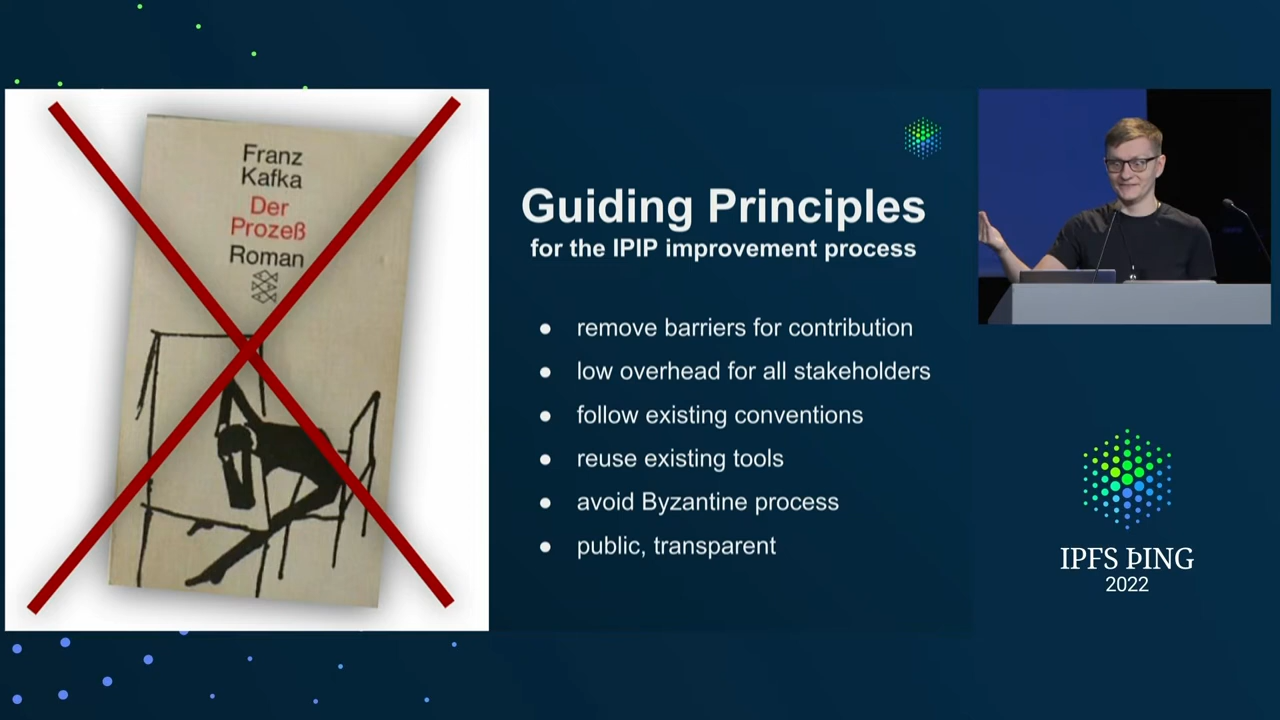 Franz
Kafka
Der
Prozeß
Roman
Guiding Principles
for the IPIP improvement process
● remove barriers for contribution
● low overhead for all stakeholders
● follow existing conventions
● reuse existing tools
● avoid Byzantine process
● public, transparent
IPFS ÞING
2022